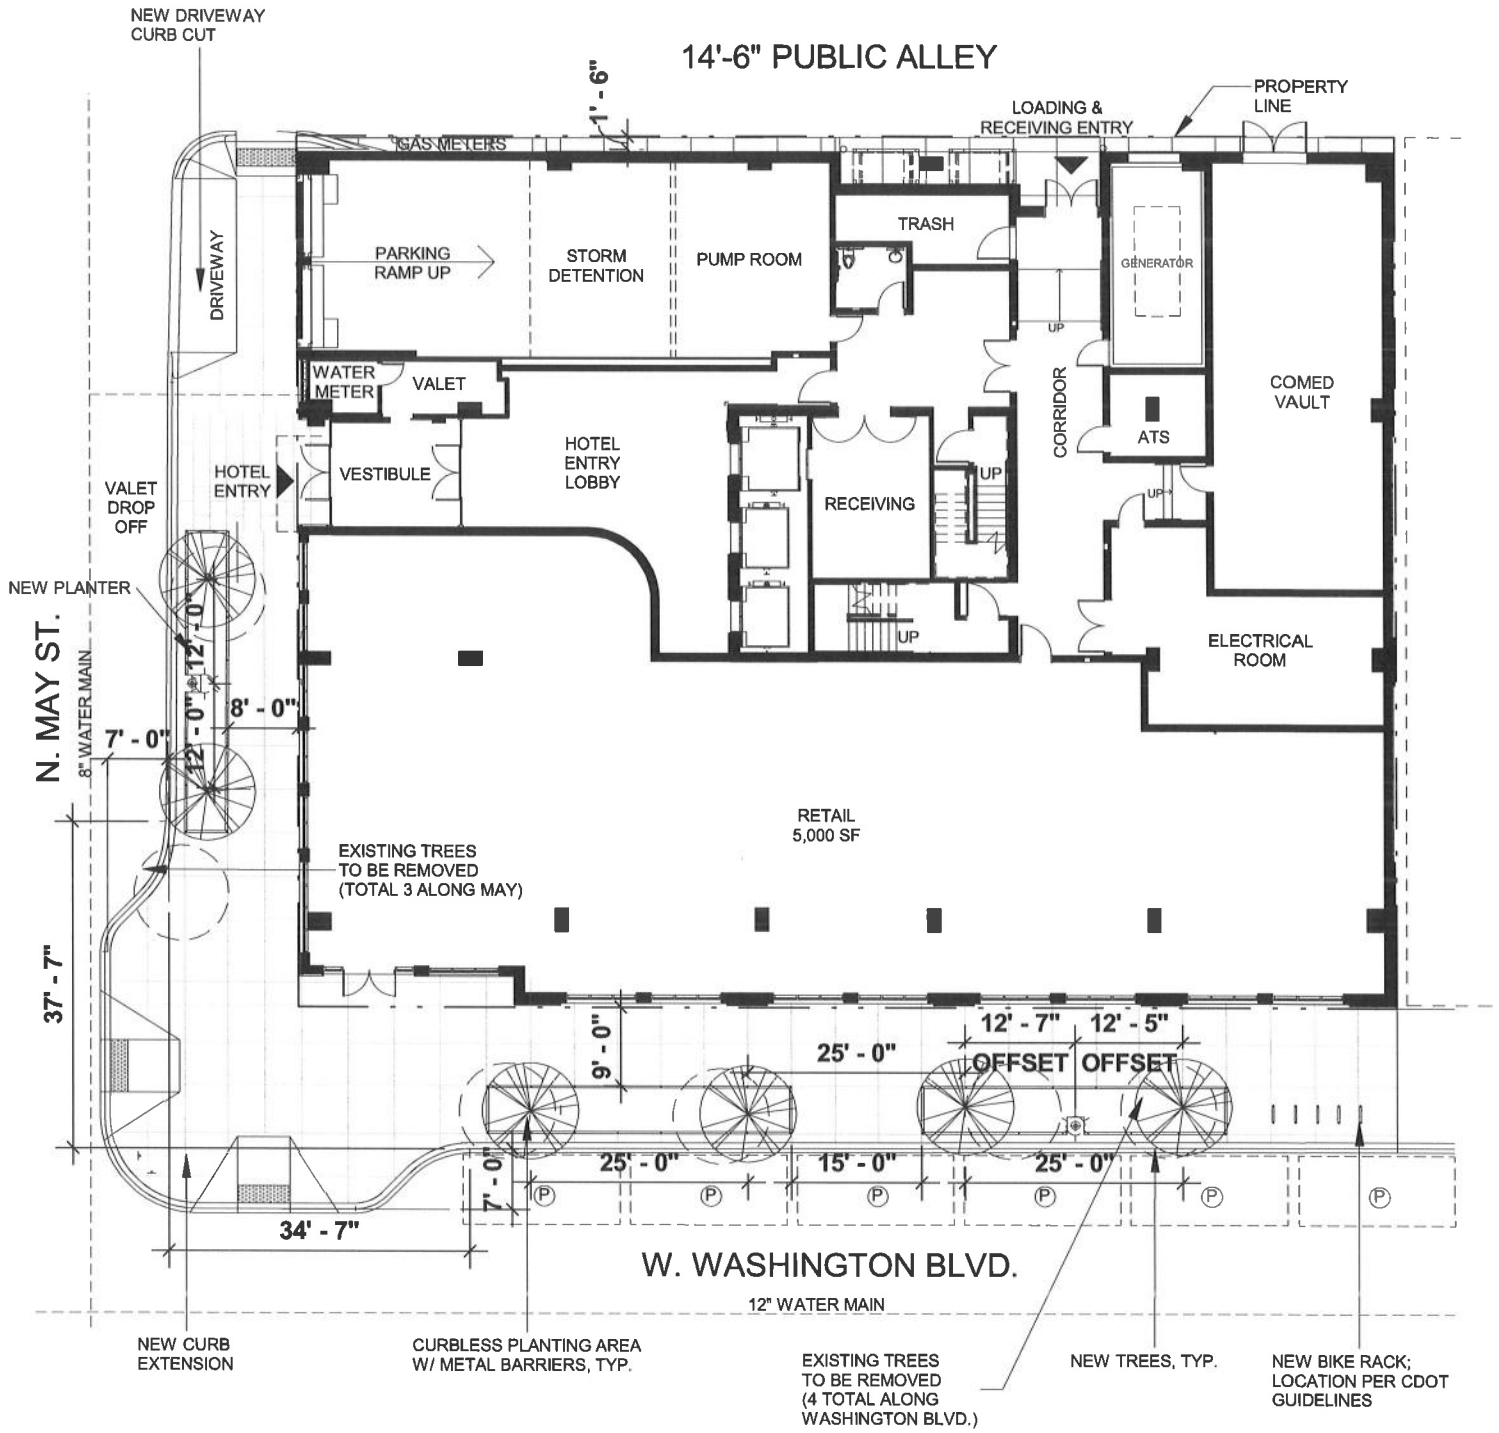 NEW DRIVEWAY
CURB CUT
14'-6" PUBLIC ALLEY
1' - 6"
PROPERTY
LINE
LOADING &
RECEIVING ENTRY
GAS METERS
DRIVEWAY
PARKING
RAMP UP
STORM
DETENTION
PUMP ROOM
TRASH
GENERATOR
UP
WATER
METER
VALET
CORRIDOR
COMED
VAULT
ATS
HOTEL
ENTRY
VESTIBULE
HOTEL
ENTRY
LOBBY
RECEIVING
UP
UP
VALET
DROP
OFF
NEW PLANTER
12' - 0"
12' - 0"
UP
ELECTRICAL
ROOM
N. MAY ST.
8" WATER MAIN
8' - 0"
7' - 0"
RETAIL
5,000 SF
EXISTING TREES
TO BE REMOVED
(TOTAL 3 ALONG MAY)
37' - 7"
9' - 0"
25' - 0"
12' - 7"
OFFSET
12' - 5"
OFFSET
7' - 0"
25' - 0"
15' - 0"
25' - 0"
P
P
P
P
P
P
34' - 7"
W. WASHINGTON BLVD.
12" WATER MAIN
NEW CURB
EXTENSION
CURBLESS PLANTING AREA
W/ METAL BARRIERS, TYP.
EXISTING TREES
TO BE REMOVED
(4 TOTAL ALONG
WASHINGTON BLVD.)
NEW TREES, TYP.
NEW BIKE RACK;
LOCATION PER CDOT
GUIDELINES